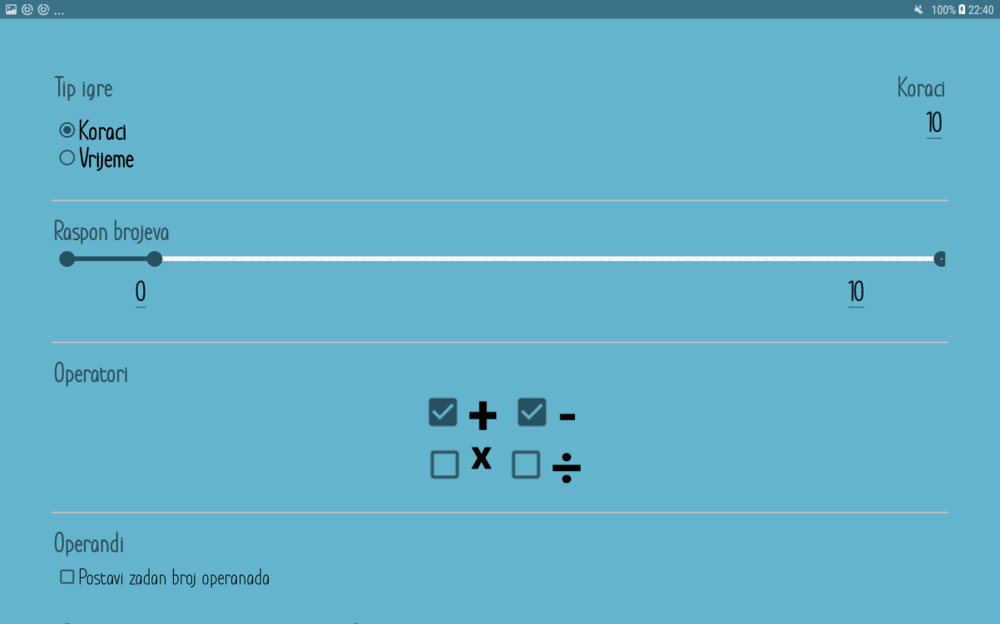 ... 100% 22:40
Tip igre Koraci
Koraci 10
Vrijeme
Raspon brojeva
0 10
Operatori
+ -
x ÷
Operandi
Postavi zadan broj operanada